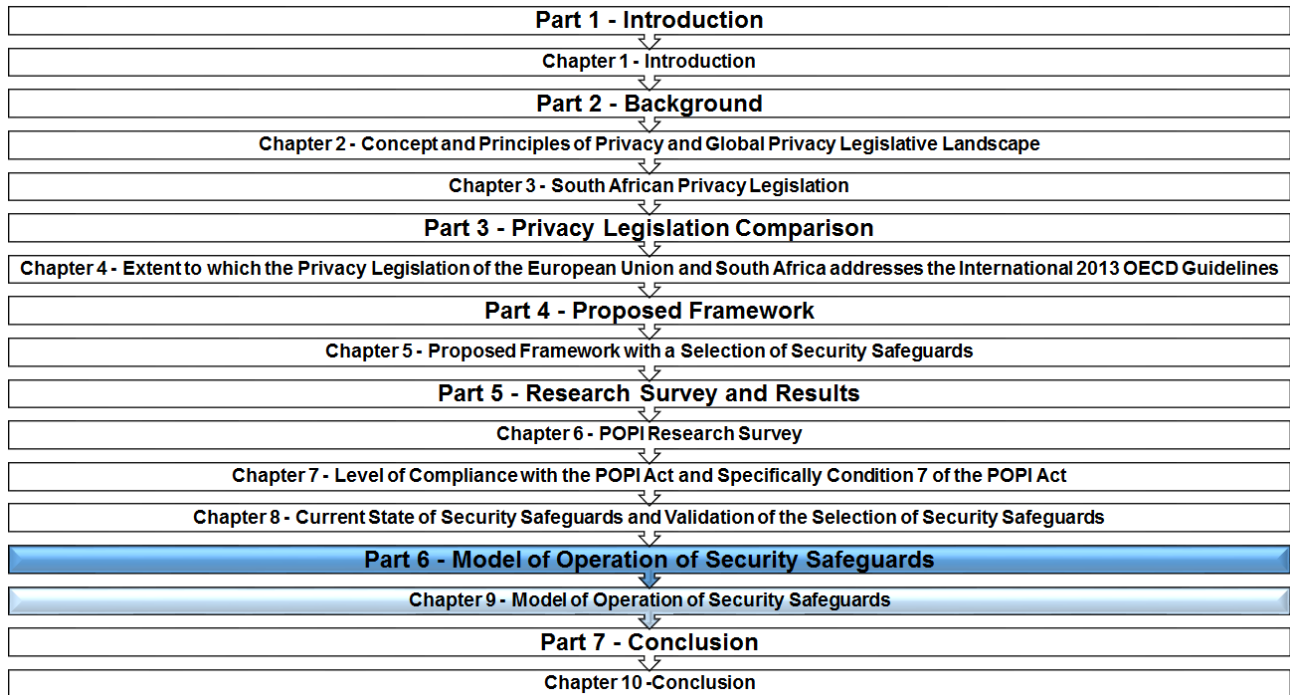 Part 1 - Introduction
Chapter 1 - Introduction
Part 2 - Background
Chapter 2 - Concept and Principles of Privacy and Global Privacy Legislative Landscape
Chapter 3 - South African Privacy Legislation
Part 3 - Privacy Legislation Comparison
Chapter 4 - Extent to which the Privacy Legislation of the European Union and South Africa addresses the International 2013 OECD Guidelines
Part 4 - Proposed Framework
Chapter 5 - Proposed Framework with a Selection of Security Safeguards
Part 5 - Research Survey and Results
Chapter 6 - POPI Research Survey
Chapter 7 - Level of Compliance with the POPI Act and Specifically Condition 7 of the POPI Act
Chapter 8 - Current State of Security Safeguards and Validation of the Selection of Security Safeguards
Part 6 - Model of Operation of Security Safeguards
Chapter 9 - Model of Operation of Security Safeguards
Part 7 - Conclusion
Chapter 10 -Conclusion